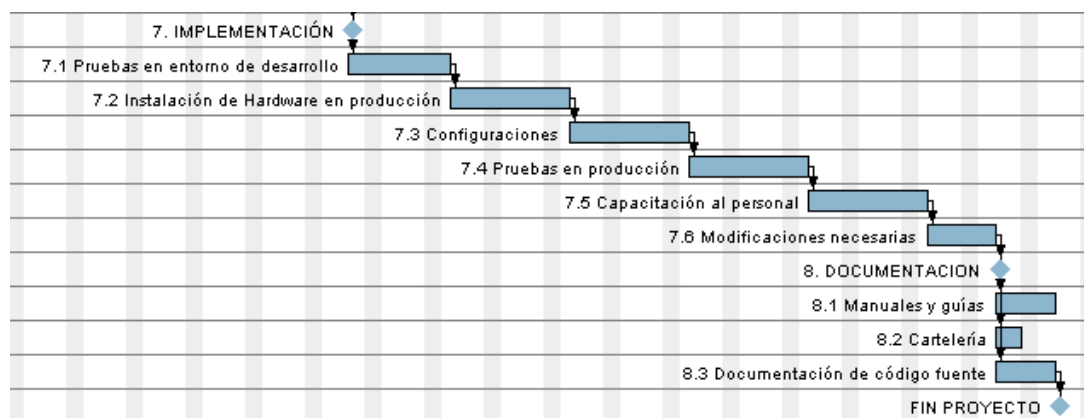 7. IMPLEMENTACIÓN
7.1 Pruebas en entorno de desarrollo
7.2 Instalación de Hardware en producción
7.3 Configuraciones
7.4 Pruebas en producción
7.5 Capacitación al personal
7.6 Modificaciones necesarias
8. DOCUMENTACION
8.1 Manuales y guías
8.2 Cartelería
8.3 Documentación de código fuente
FIN PROYECTO